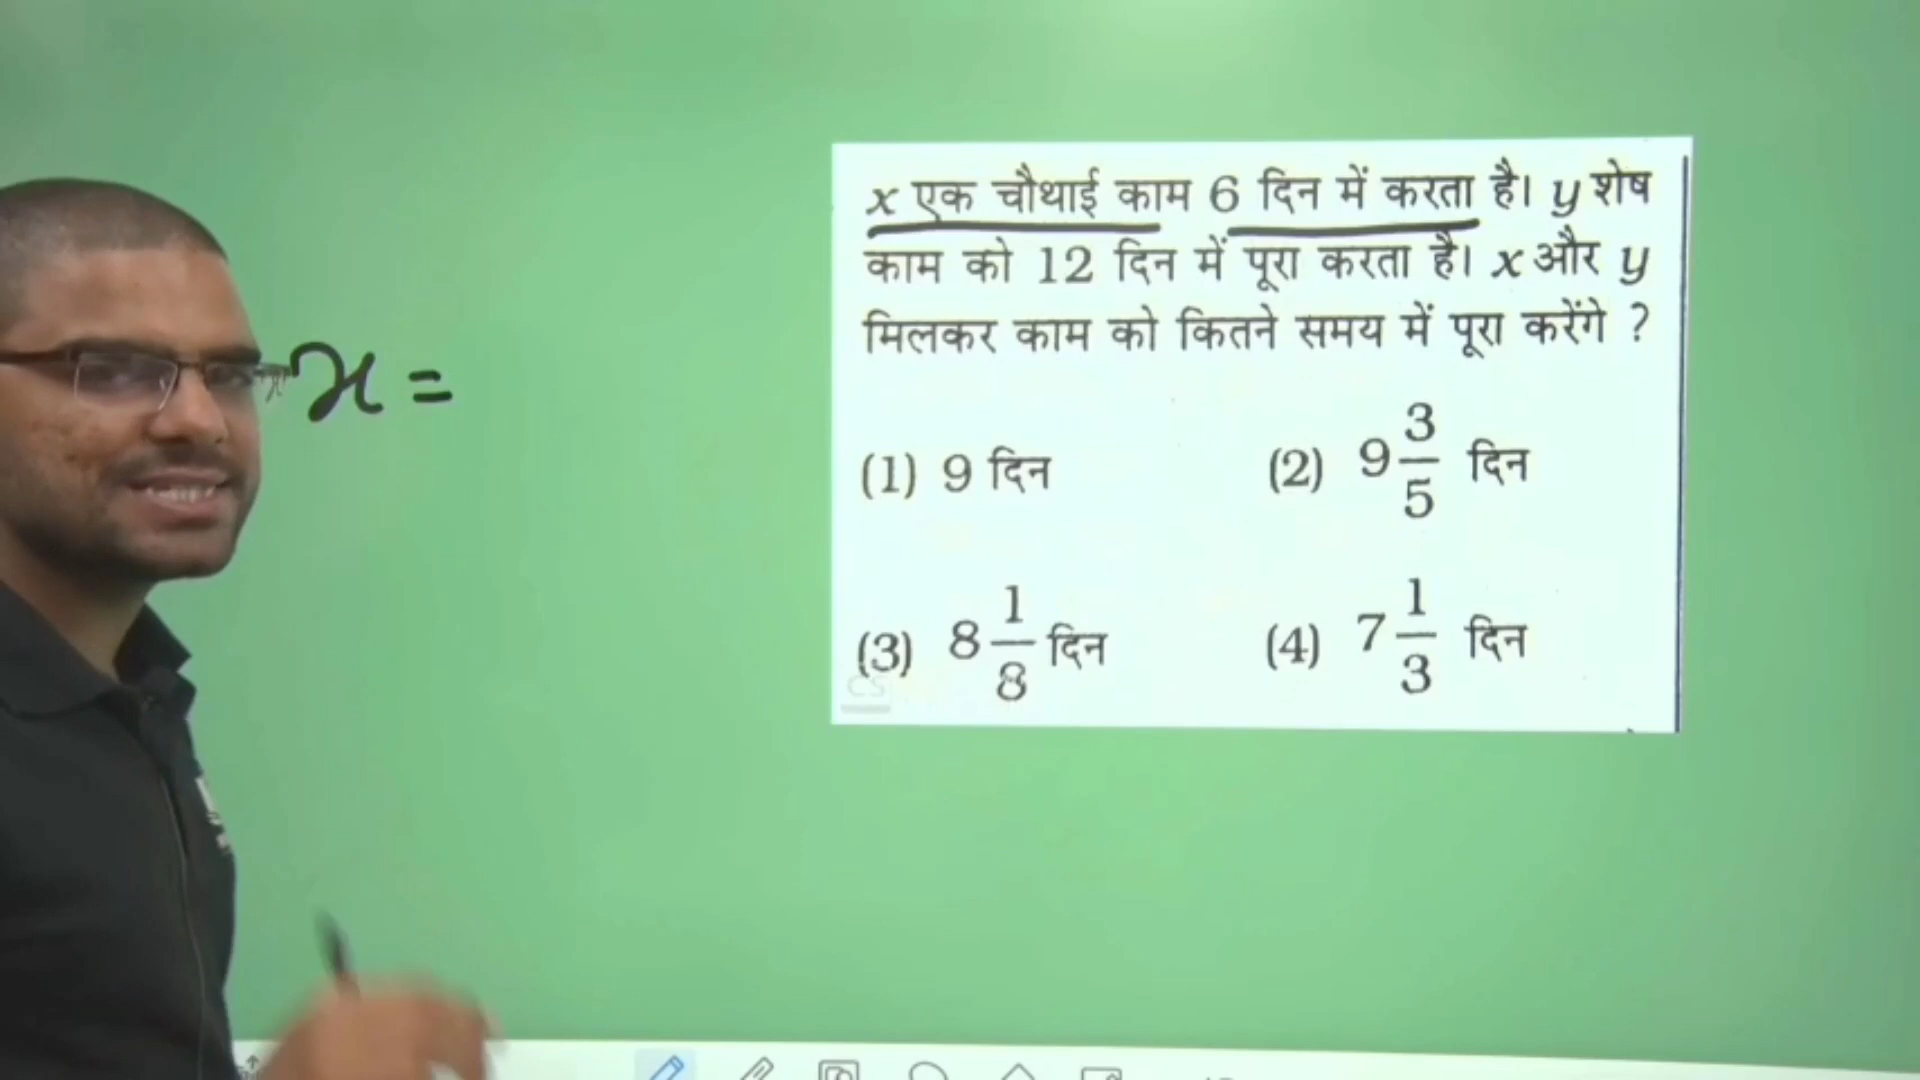 x एक चौथाई काम 6 दिन में करता है। y शेष
काम को 12 दिन में पूरा करता है। x और y
मिलकर काम को कितने समय में पूरा करेंगे ?
x =
(1) 9 दिन (2) 9 3/5 दिन
(3) 8 1/8 दिन (4) 7 1/3 दिन
CS